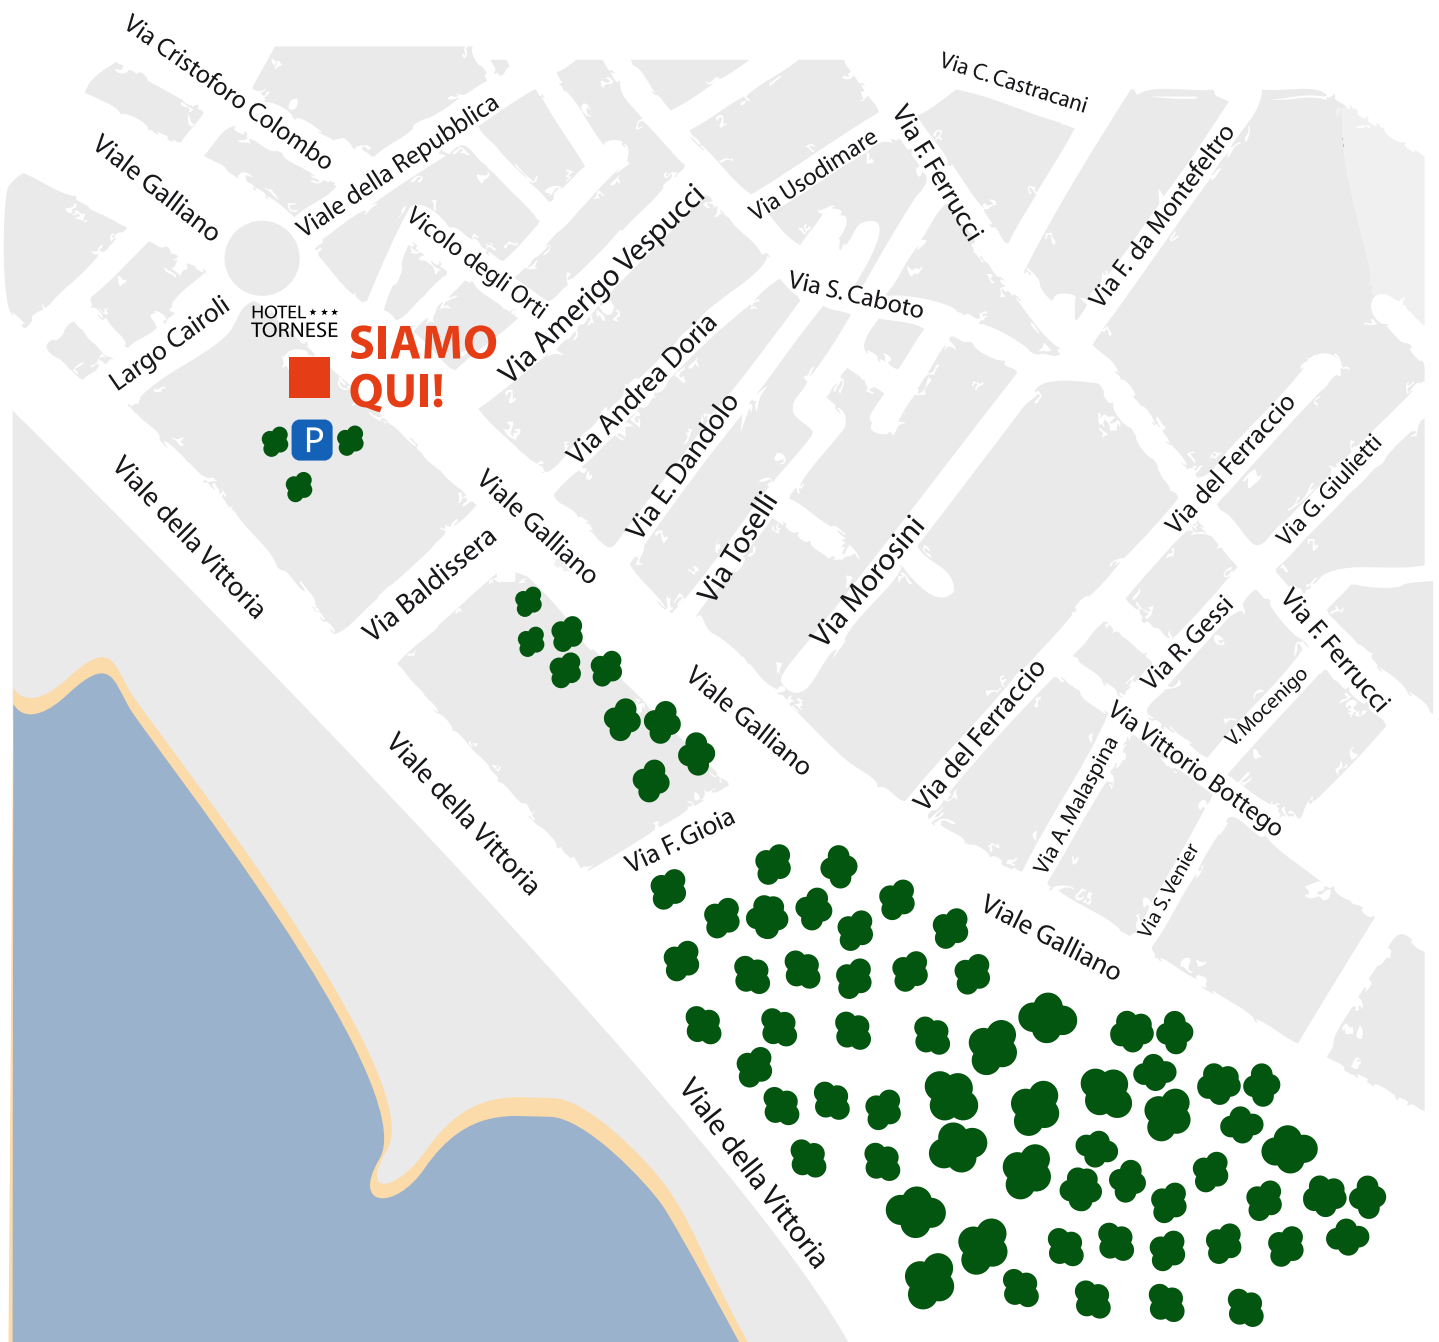 Via Cristoforo Colombo
Via C. Castracani
Viale Galliano
Viale della Repubblica
Via Usodimare
Via F. Ferrucci
Via F. da Montefeltro
Vicolo degli Orti
Via Amerigo Vespucci
Via S. Caboto
Largo Cairoli
HOTEL ★★★
TORNESE
SIAMO
QUI!
P
Via Andrea Doria
Via E. Dandolo
Via Toselli
Via Morosini
Via del Ferraccio
Via G. Giulietti
Viale della Vittoria
Via Baldissera
Viale Galliano
Via R. Gessi
Via F. Ferrucci
V. Mocenigo
Viale Galliano
Via del Ferraccio
Via Vittorio Bottego
Via A. Malaspina
Via S. Venier
Viale della Vittoria
Via F. Gioia
Viale Galliano
Viale della Vittoria